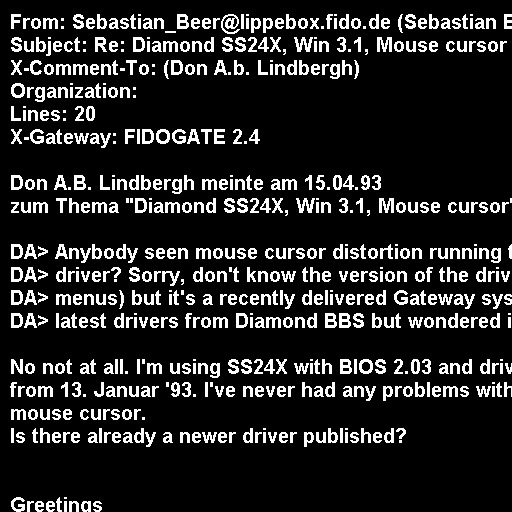 From: Sebastian_Beer@lippebox.fido.de (Sebastian
Subject: Re: Diamond SS24X, Win 3.1, Mouse cursor
X-Comment-To: (Don A.b. Lindbergh)
Organization:
Lines: 20
X-Gateway: FIDOGATE 2.4
Don A.B. Lindbergh meinte am 15.04.93
zum Thema "Diamond SS24X, Win 3.1, Mouse cursor"
DA> Anybody seen mouse cursor distortion running
DA> driver? Sorry, don't know the version of the
DA> menus) but it's a recently delivered Gateway
DA> latest drivers from Diamond BBS but wondered
No not at all. I'm using SS24X with BIOS 2.03 and
from 13. Januar '93. I've never had any problems with
mouse cursor.
Is there already a newer driver published?
Greetings